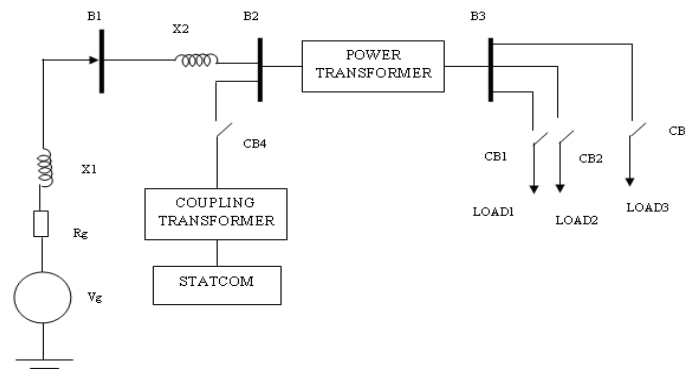 B1
X2
B2
B3
POWER
TRANSFORMER
CB4
CB1
CB2
CB
X1
COUPLING
TRANSFORMER
LOAD1
LOAD2
LOAD3
Rg
STATCOM
Vg